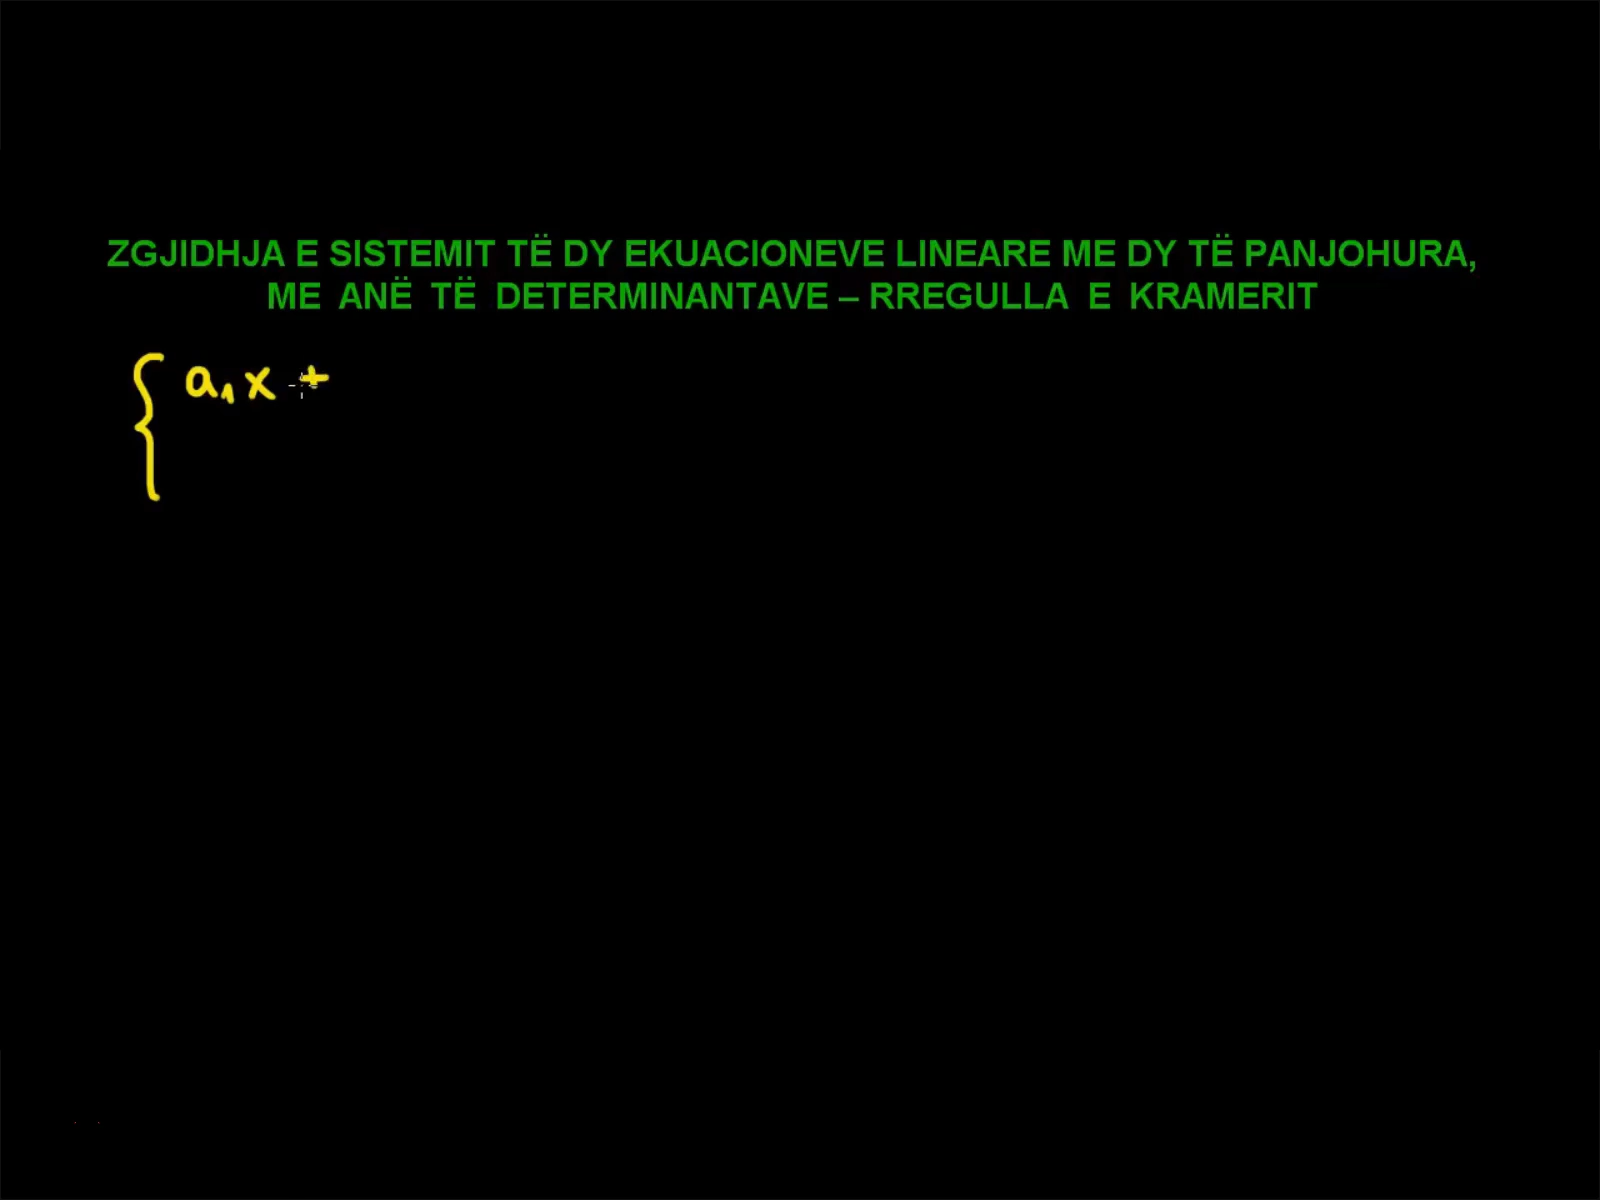 ZGJIDHJA E SISTEMIT TË DY EKUACIONEVE LINEARE ME DY TË PANJOHURA,
ME ANË TË DETERMINANTAVE – RREGULLA E KRAMERIT
{ a₁x +